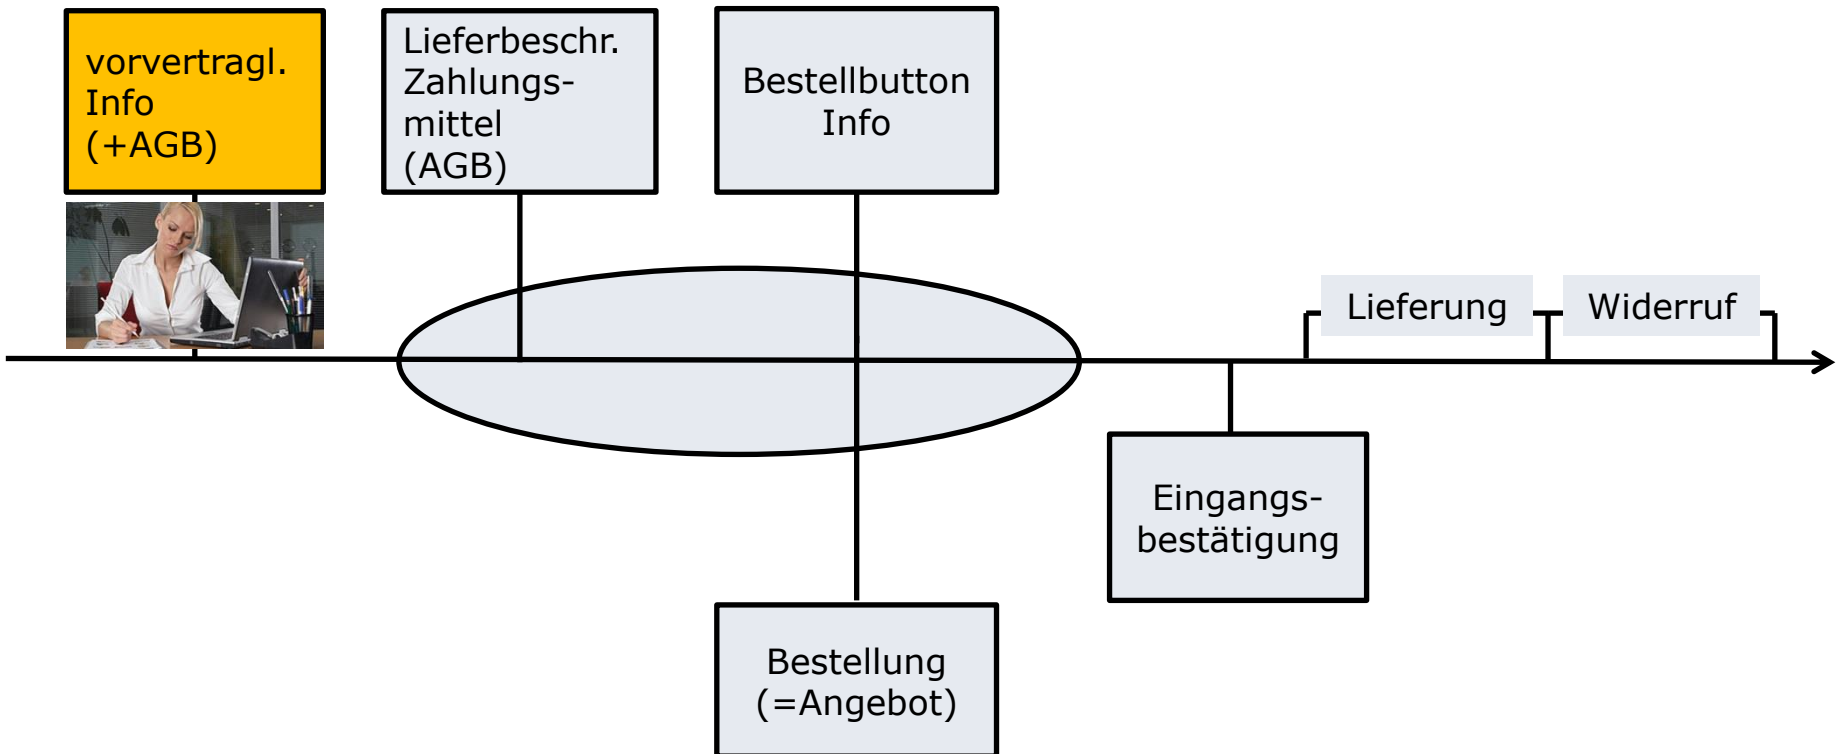 vorvertragl.
Info
(+AGB)
Lieferbeschr.
Zahlungs-
mittel
(AGB)
Bestellbutton
Info
Lieferung
Widerruf
Eingangs-
bestätigung
Bestellung
(=Angebot)